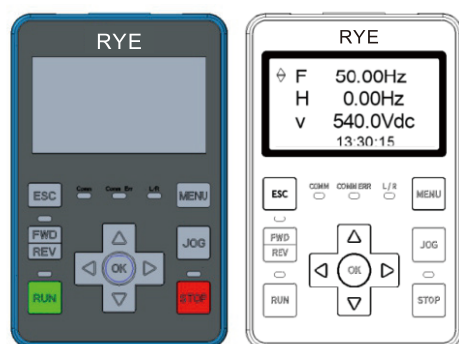 RYE
Comm Comm Err L/R
ESC MENU
FWD
REV
JOG
OK
RUN STOP
RYE
F 50.00Hz
H 0.00Hz
v 540.0Vdc
13:30:15
COMM COMM ERR L/R
ESC MENU
FWD
REV
JOG
OK
RUN STOP